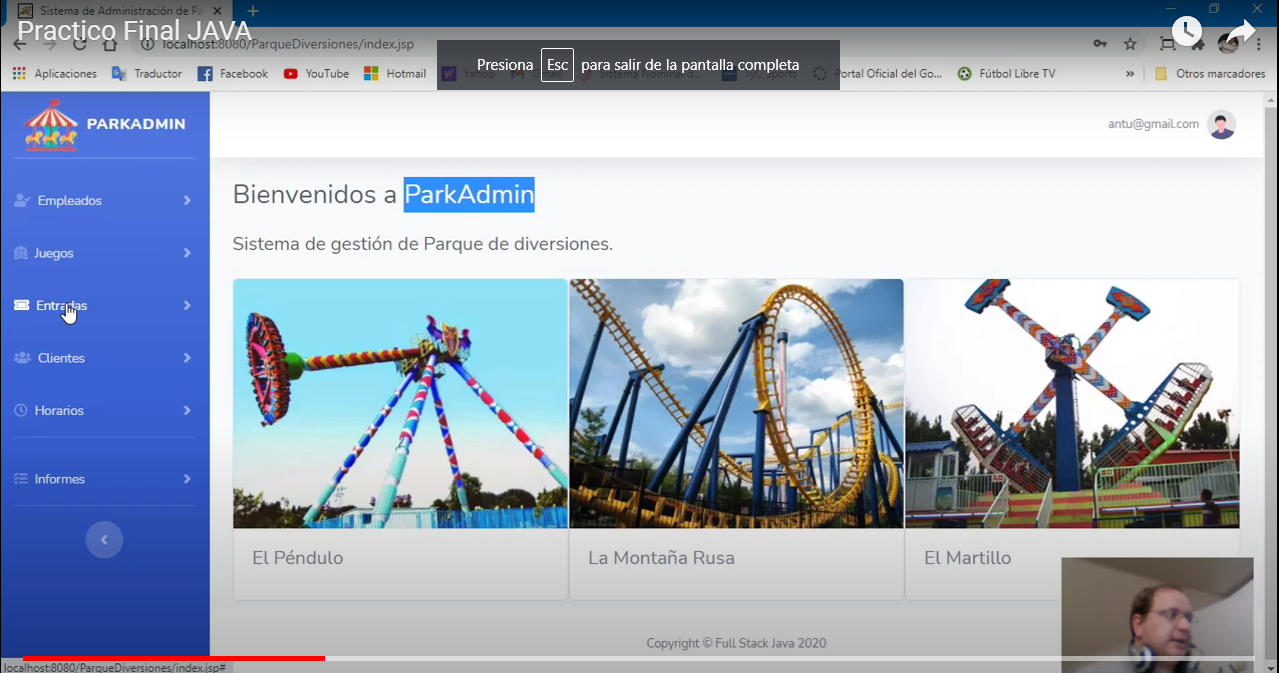 Sistema de Administración de Pa
Practico Final JAVA
localhost:8080/ParqueDiversiones/index.jsp
Presiona Esc para salir de la pantalla completa
Aplicaciones Traductor Facebook YouTube Hotmail Yahoo Gmail Sistema Nominal d... TyC Sports Portal Oficial del Go... Fútbol Libre TV » Otros marcadores
PARKADMIN
antu@gmail.com
Bienvenidos a ParkAdmin
Sistema de gestión de Parque de diversiones.
Empleados
Juegos
Entradas
Clientes
Horarios
Informes
El Péndulo
La Montaña Rusa
El Martillo
Copyright © Full Stack Java 2020
localhost:8080/ParqueDiversiones/index.jsp#